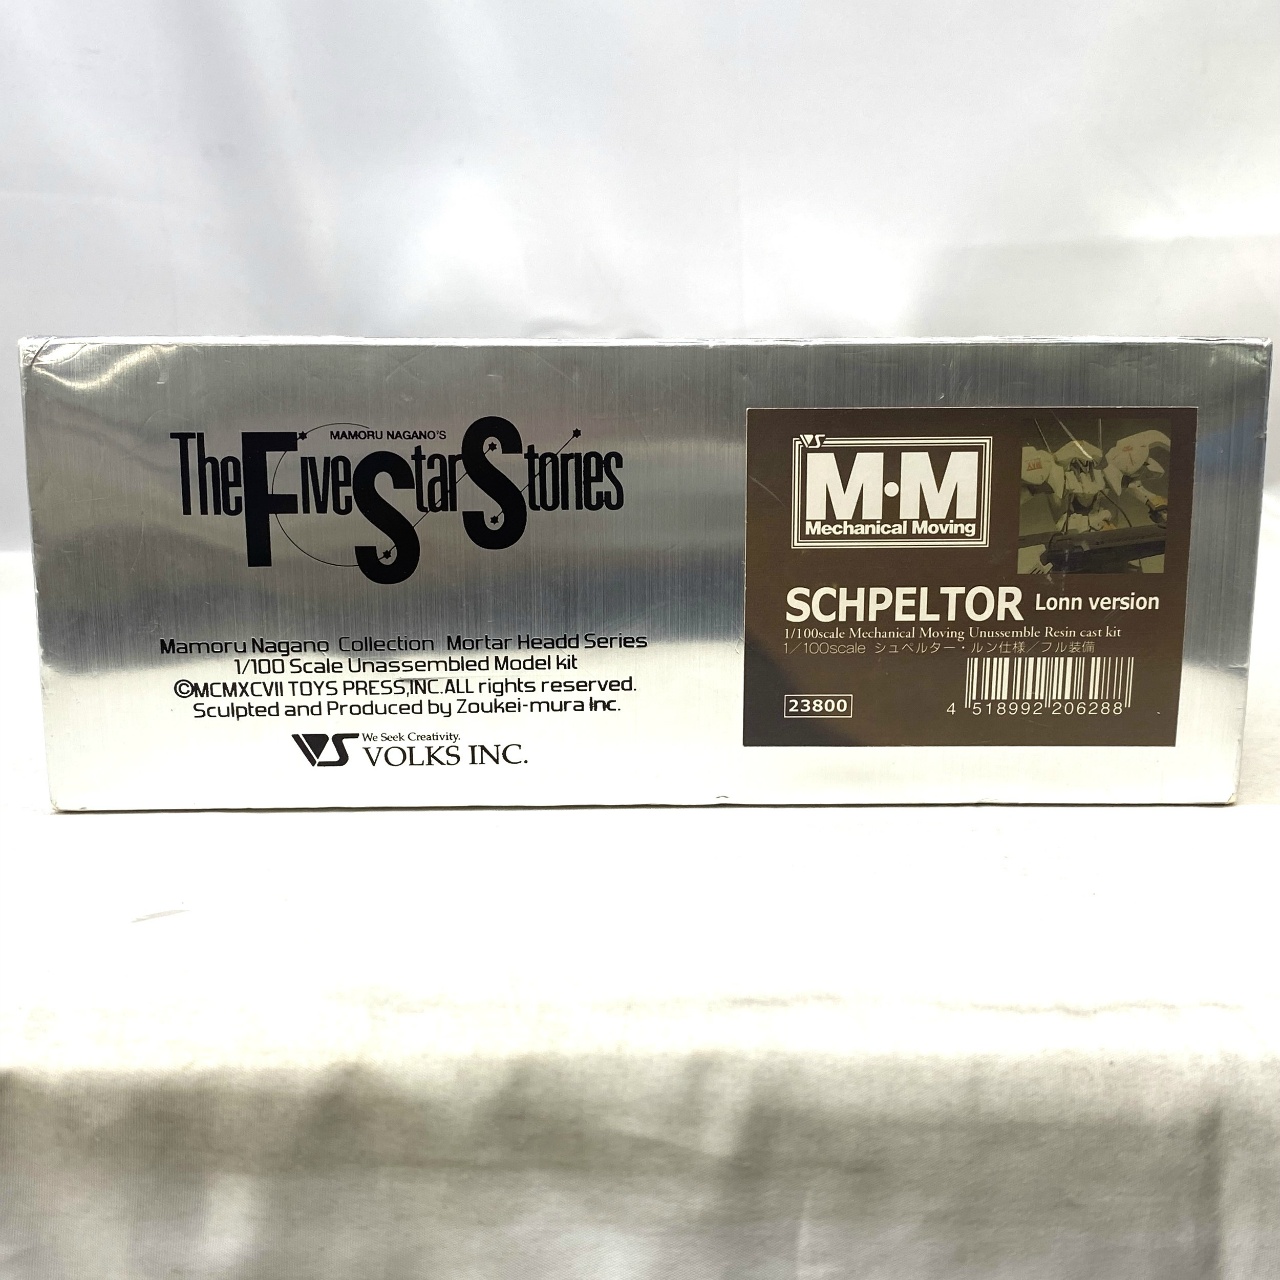 MAMORU NAGANO'S
The Five Star Stories
Mamoru Nagano Collection Mortar Headd Series
1/100 Scale Unassembled Model kit
©MCMXCVII TOYS PRESS,INC.ALL rights reserved.
Sculpted and Produced by Zoukei-mura Inc.
VS We Seek Creativity.
VOLKS INC.
VS
M·M
Mechanical Moving
SCHPELTOR Lonn version
1/100scale Mechanical Moving Unussemble Resin cast kit
1/100scale シュペルター・ルン仕様/フル装備
23800
4 518992 206288